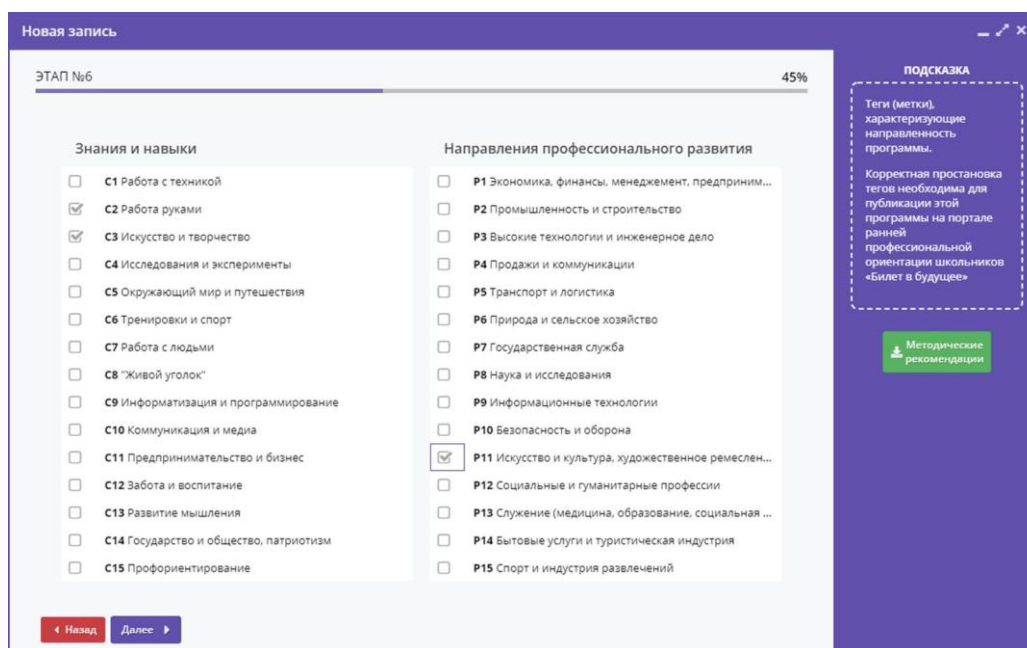 Новая запись
ЭТАП №6
45%
Знания и навыки
C1 Работа с техникой
C2 Работа руками
C3 Искусство и творчество
C4 Исследования и эксперименты
C5 Окружающий мир и путешествия
C6 Тренировки и спорт
C7 Работа с людьми
C8 "Живой уголок"
C9 Информатизация и программирование
C10 Коммуникация и медиа
C11 Предпринимательство и бизнес
C12 Забота и воспитание
C13 Развитие мышления
C14 Государство и общество, патриотизм
C15 Профориентирование
Направления профессионального развития
P1 Экономика, финансы, менеджемент, предприним...
P2 Промышленность и строительство
P3 Высокие технологии и инженерное дело
P4 Продажи и коммуникации
P5 Транспорт и логистика
P6 Природа и сельское хозяйство
P7 Государственная служба
P8 Наука и исследования
P9 Информационные технологии
P10 Безопасность и оборона
P11 Искусство и культура, художественное ремеслен...
P12 Социальные и гуманитарные профессии
P13 Служение (медицина, образование, социальная ...
P14 Бытовые услуги и туристическая индустрия
P15 Спорт и индустрия развлечений
Назад
Далее
ПОДСКАЗКА
Теги (метки),
характеризующие
направленность
программы.
Корректная простановка
тегов необходима для
публикации этой
программы на портале
ранней
профессиональной
ориентации школьников
«Билет в будущее»
Методические
рекомендации